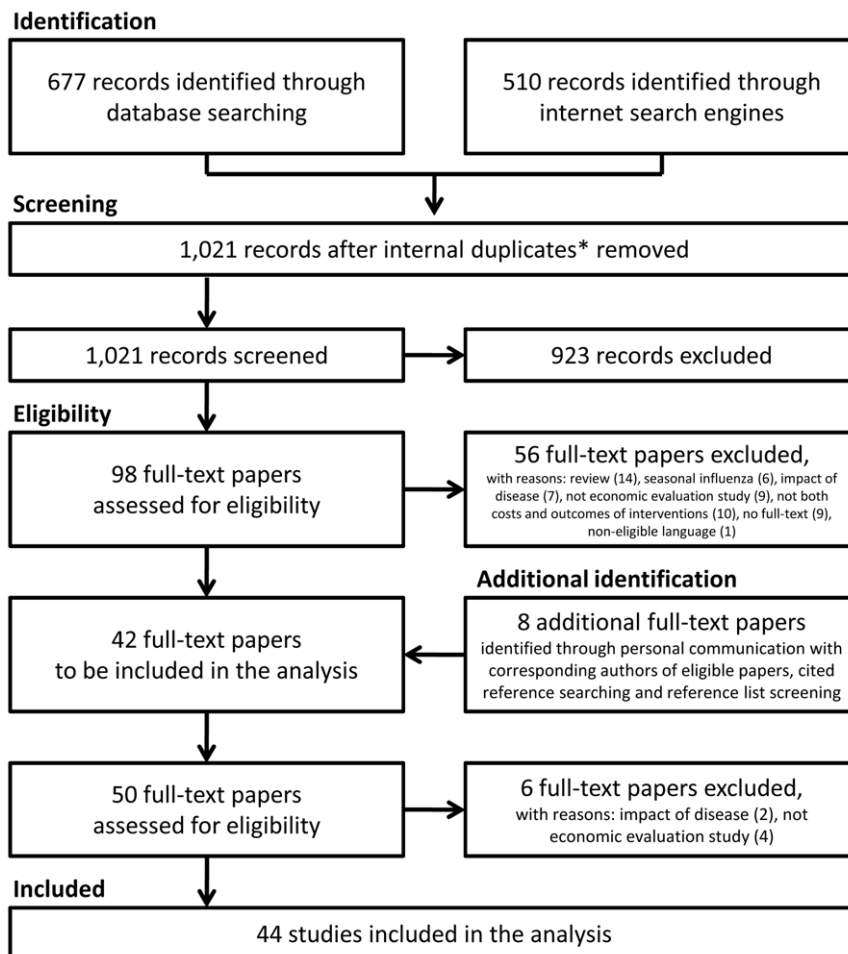 Identification
677 records identified through
database searching
510 records identified through
internet search engines
Screening
1,021 records after internal duplicates* removed
1,021 records screened
923 records excluded
Eligibility
98 full-text papers
assessed for eligibility
56 full-text papers excluded,
with reasons: review (14), seasonal influenza (6), impact of
disease (7), not economic evaluation study (9), not both
costs and outcomes of interventions (10), no full-text (9),
non-eligible language (1)
Additional identification
42 full-text papers
to be included in the analysis
8 additional full-text papers
identified through personal communication with
corresponding authors of eligible papers, cited
reference searching and reference list screening
50 full-text papers
assessed for eligibility
6 full-text papers excluded,
with reasons: impact of disease (2), not
economic evaluation study (4)
Included
44 studies included in the analysis